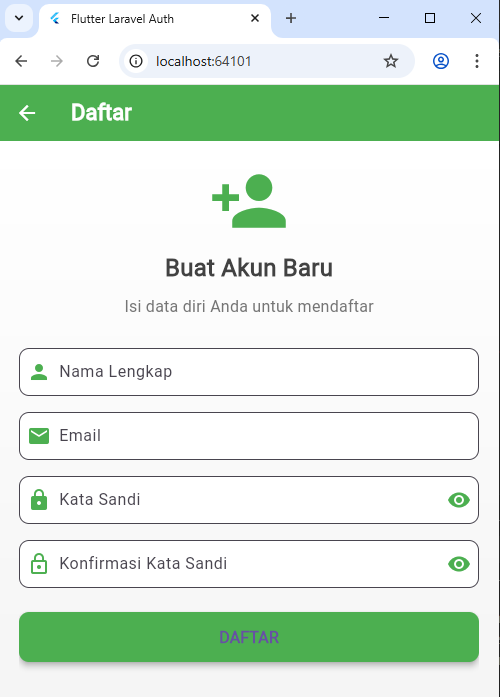 Flutter Laravel Auth
localhost:64101
Daftar
Buat Akun Baru
Isi data diri Anda untuk mendaftar
Nama Lengkap
Email
Kata Sandi
Konfirmasi Kata Sandi
DAFTAR